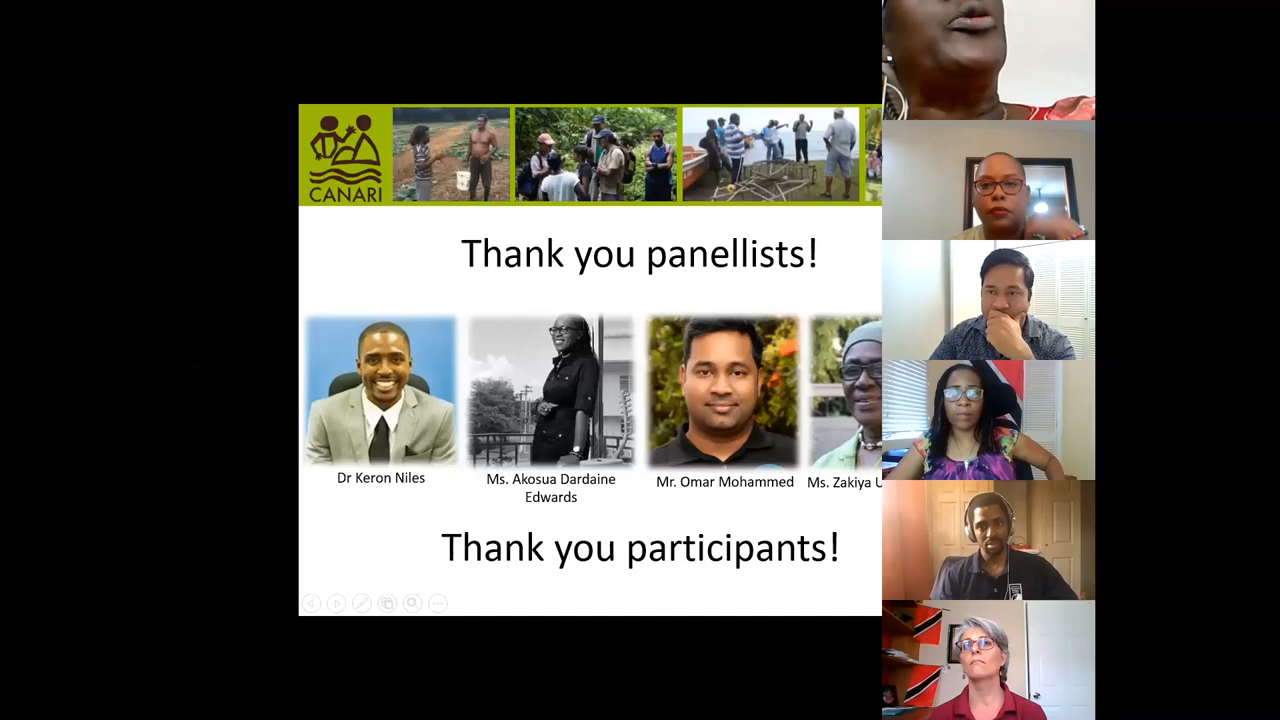 CANARI
Thank you panellists!
Dr Keron Niles
Ms. Akosua Dardaine
Edwards
Mr. Omar Mohammed
Ms. Zakiya
Thank you participants!